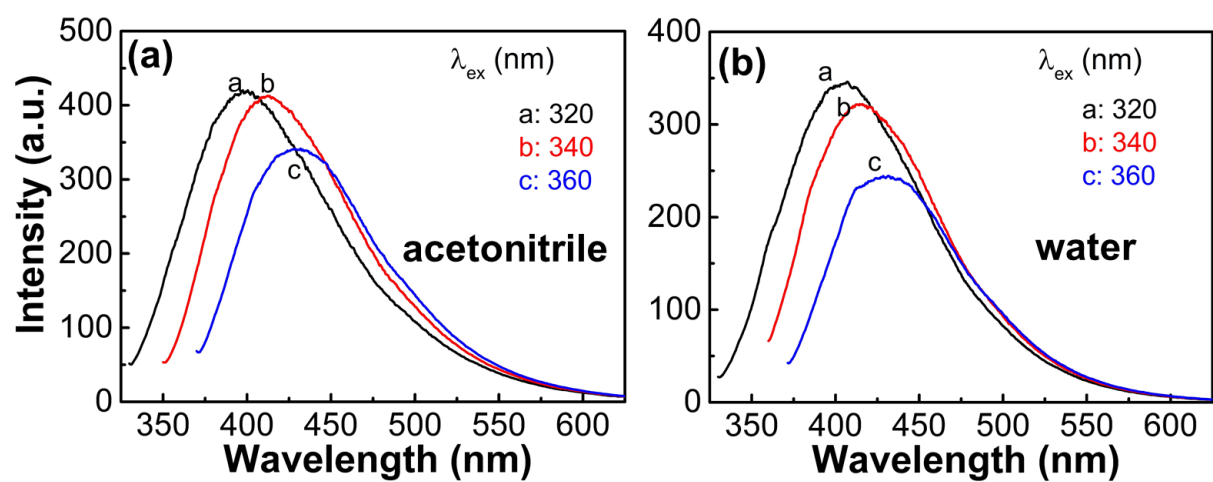 (a)
λex (nm)
a: 320
b: 340
c: 360
a
b
c
acetonitrile
500
400
300
200
100
0
350
400
450
500
550
600
Intensity (a.u.)
Wavelength (nm)
(b)
λex (nm)
a: 320
b: 340
c: 360
a
b
c
water
400
300
200
100
0
350
400
450
500
550
600
Wavelength (nm)